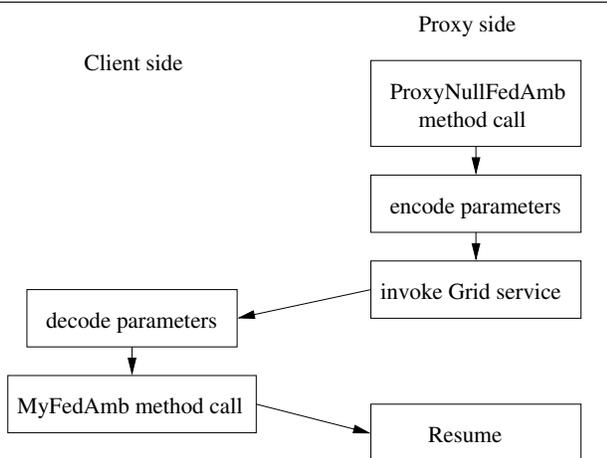 Proxy side
Client side
ProxyNullFedAmb
method call
encode parameters
invoke Grid service
decode parameters
MyFedAmb method call
Resume